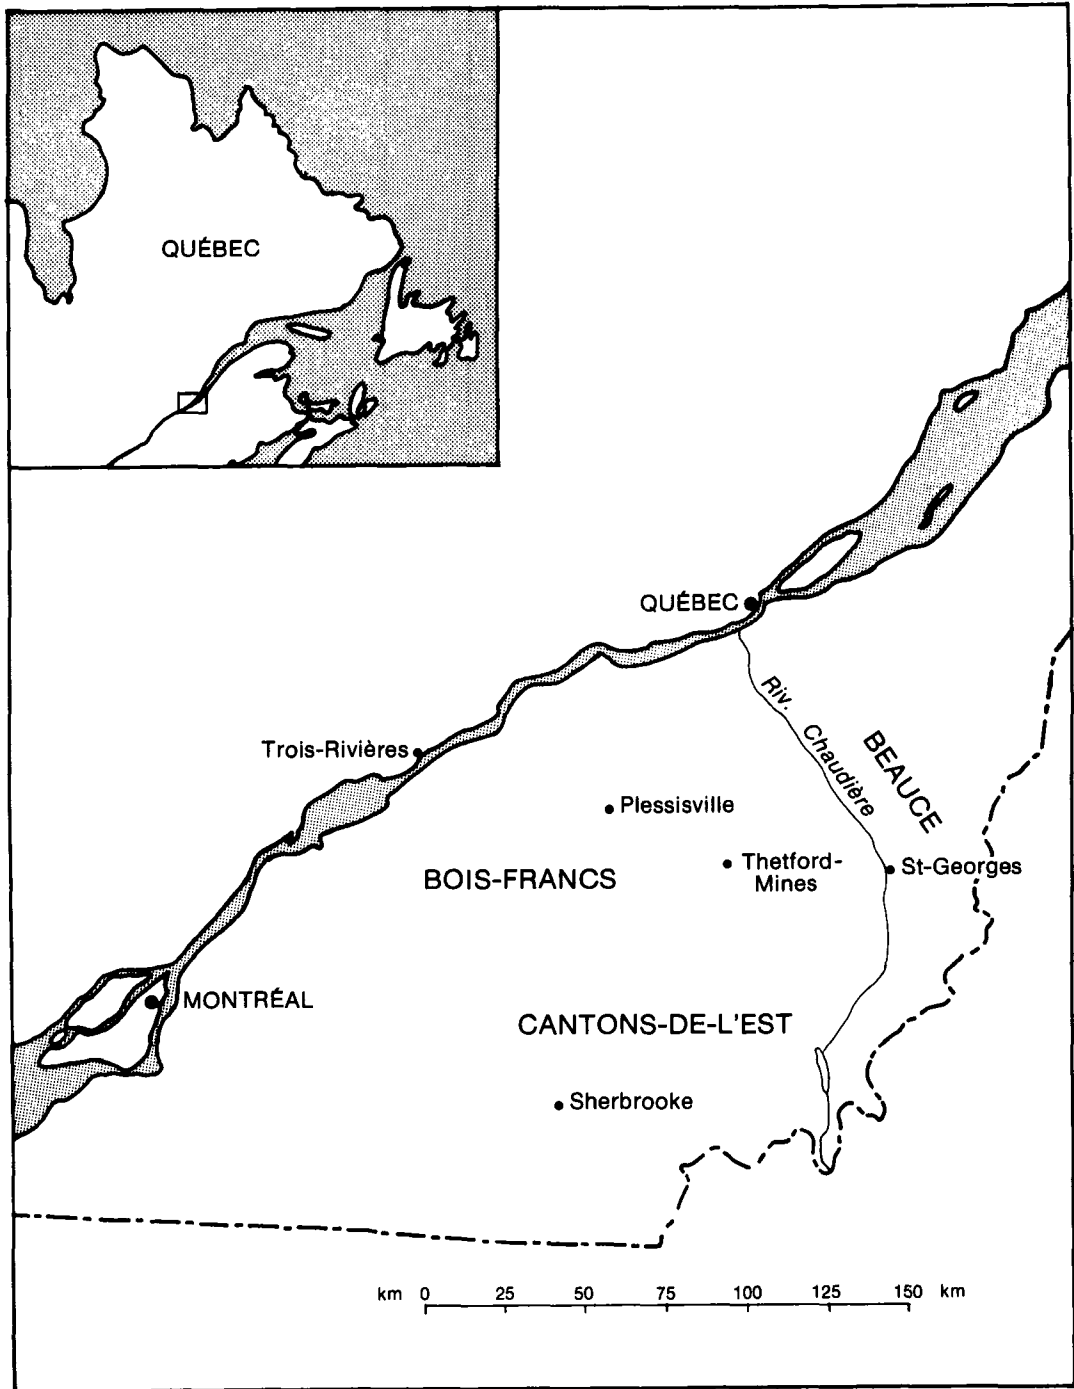 QUÉBEC
QUÉBEC
Riv. Chaudière
BEAUCE
Trois-Rivières
Plessisville
Thetford-
Mines
St-Georges
BOIS-FRANCS
MONTRÉAL
CANTONS-DE-L'EST
Sherbrooke
km 0 25 50 75 100 125 150 km